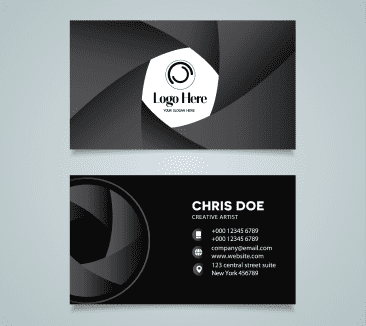 Logo Here
YOUR SLOGAN HERE
CHRIS DOE
CREATIVE ARTIST
+000 12345 6789
+000 12345 6789
company@email.com
www.website.com
123 central street suite
New York 456789